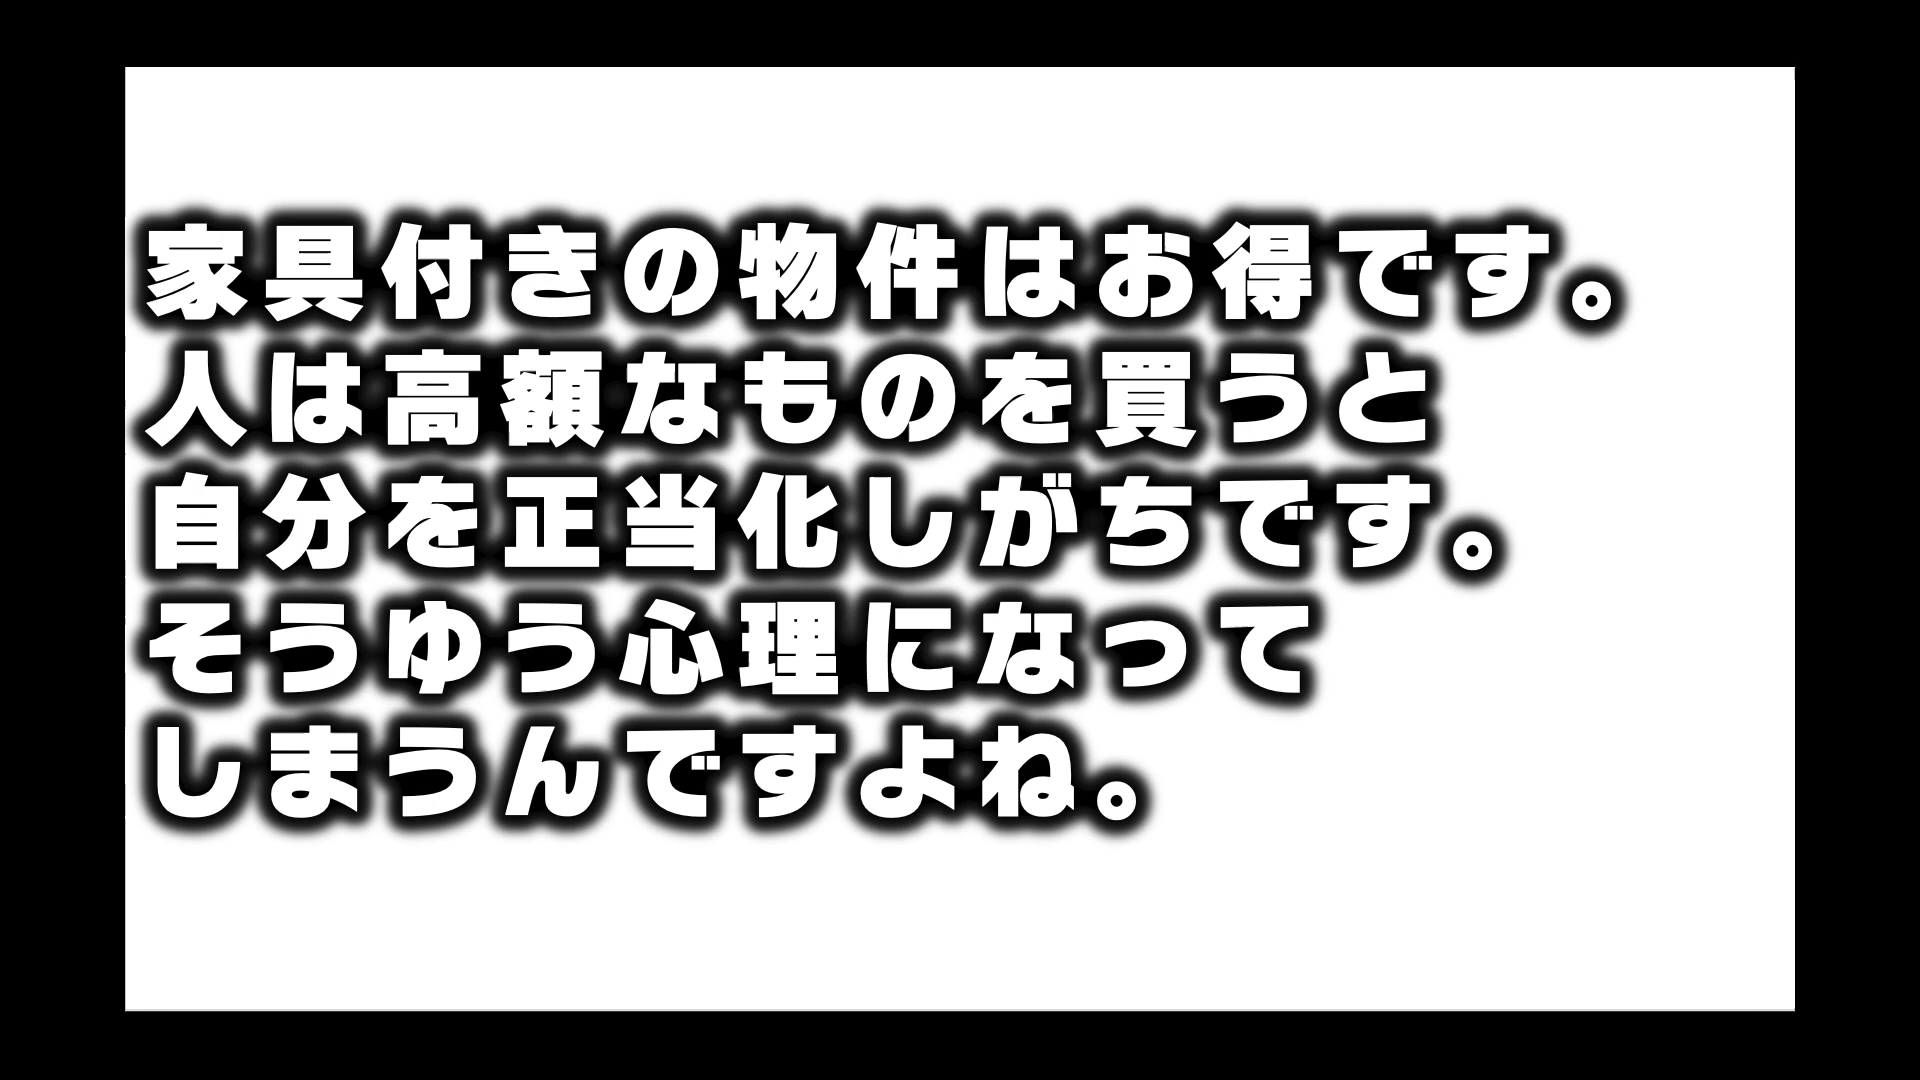 家具付きの物件はお得です。
人は高額なものを買うと
自分を正当化しがちです。
そうゆう心理になって
しまうんですよね。